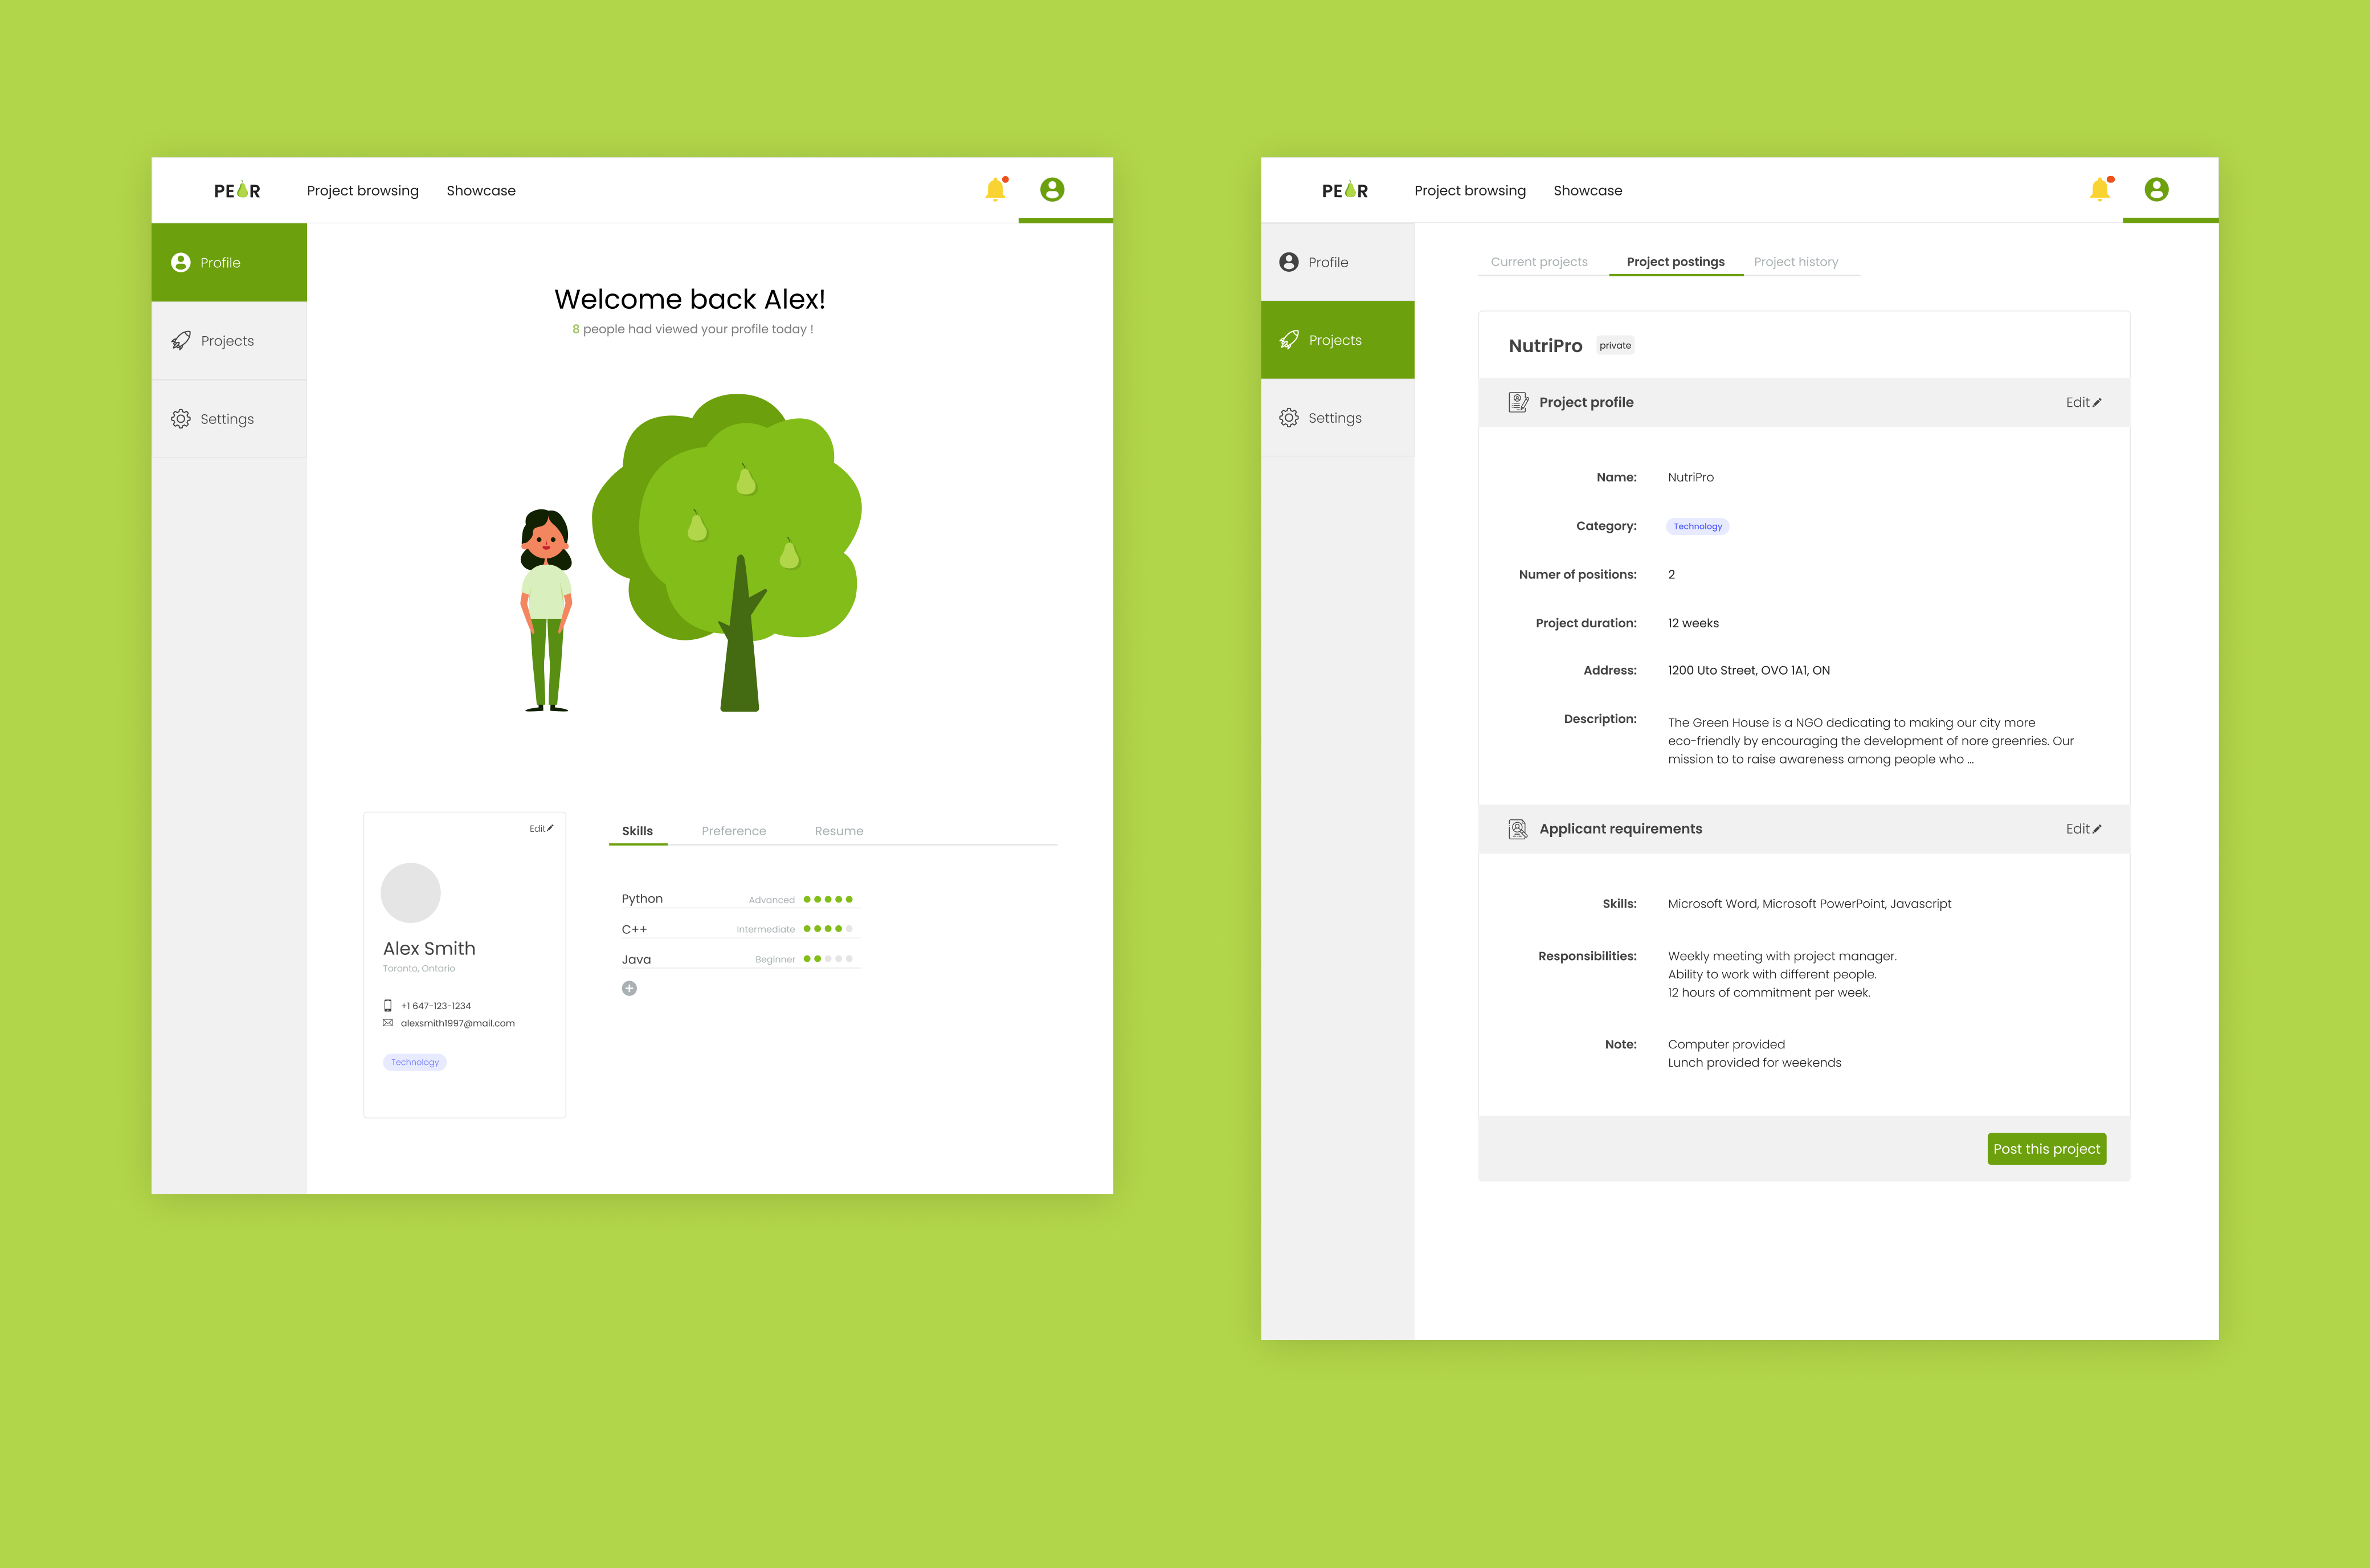 PEAR Project browsing Showcase
Profile
Projects
Settings
Welcome back Alex!
8 people had viewed your profile today !
Edit
Alex Smith
Toronto, Ontario
+1 647-123-1234
alexsmith1997@mail.com
Technology
Skills Preference Resume
Python Advanced
C++ Intermediate
Java Beginner
PEAR Project browsing Showcase
Profile
Projects
Settings
Current projects Project postings Project history
NutriPro private
Project profile Edit
Name: NutriPro
Category: Technology
Numer of positions: 2
Project duration: 12 weeks
Address: 1200 Uto Street, OVO 1A1, ON
Description: The Green House is a NGO dedicating to making our city more
eco-friendly by encouraging the development of nore greenries. Our
mission to to raise awareness among people who ...
Applicant requirements Edit
Skills: Microsoft Word, Microsoft PowerPoint, Javascript
Responsibilities: Weekly meeting with project manager.
Ability to work with different people.
12 hours of commitment per week.
Note: Computer provided
Lunch provided for weekends
Post this project